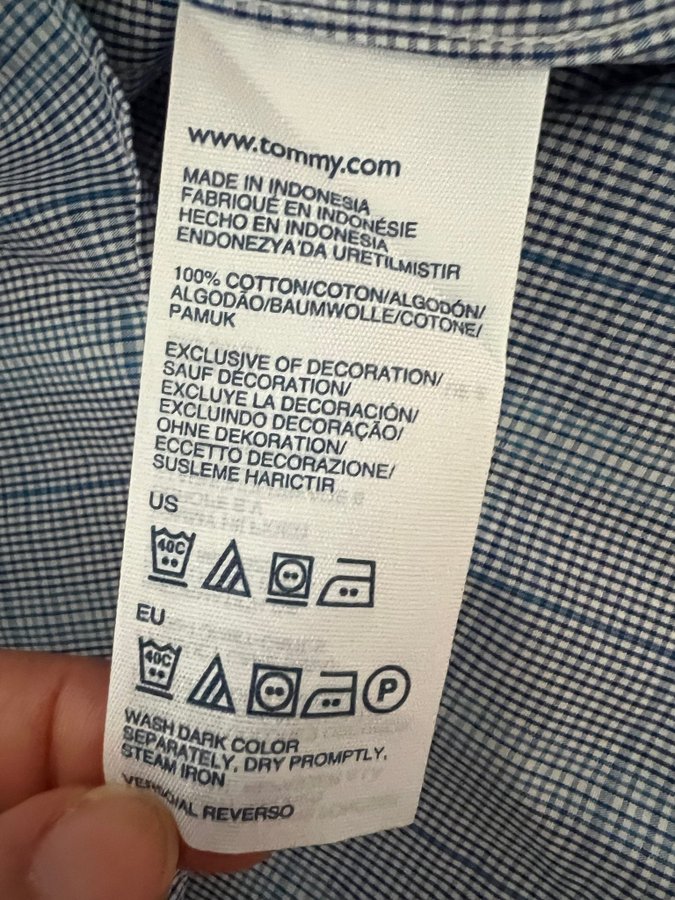 www.tommy.com
MADE IN INDONESIA
FABRIQUÉ EN INDONÉSIE
HECHO EN INDONESIA
ENDONEZYA'DA URETILMISTIR
100% COTTON/COTON/ALGODÓN/
ALGODÃO/BAUMWOLLE/COTONE/
PAMUK
EXCLUSIVE OF DECORATION/
SAUF DÉCORATION/
EXCLUYE LA DECORACIÓN/
EXCLUINDO DECORAÇÃO/
OHNE DEKORATION/
ECCETTO DECORAZIONE/
SUSLEME HARICTIR
US
40C
EU
40C P
WASH DARK COLOR
SEPARATELY, DRY PROMPTLY,
STEAM IRON
REVERSO